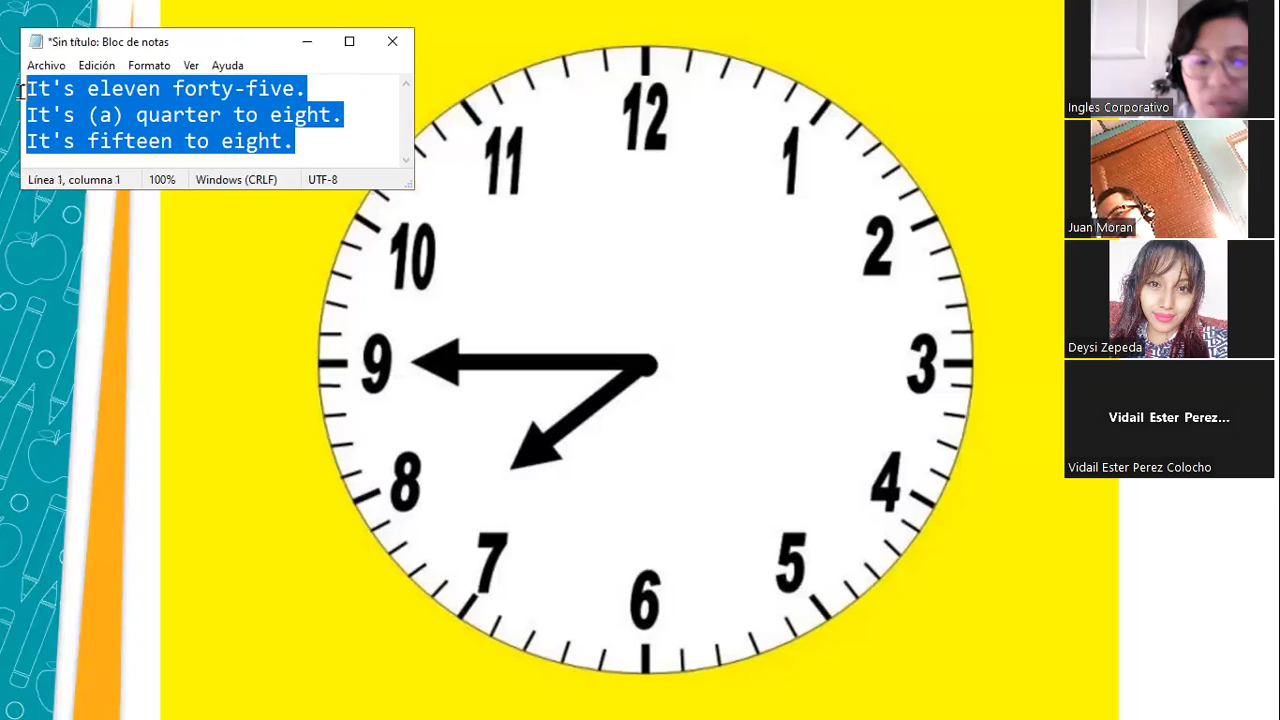 *Sin título: Bloc de notas
Archivo Edición Formato Ver Ayuda
It's eleven forty-five.
It's (a) quarter to eight.
It's fifteen to eight.
Línea 1, columna 1 100% Windows (CRLF) UTF-8
12
11 1
10 2
9 3
8 4
7 5
6
Ingles Corporativo
Juan Moran
Deysi Zepeda
Vidail Ester Perez...
Vidail Ester Perez Colocho